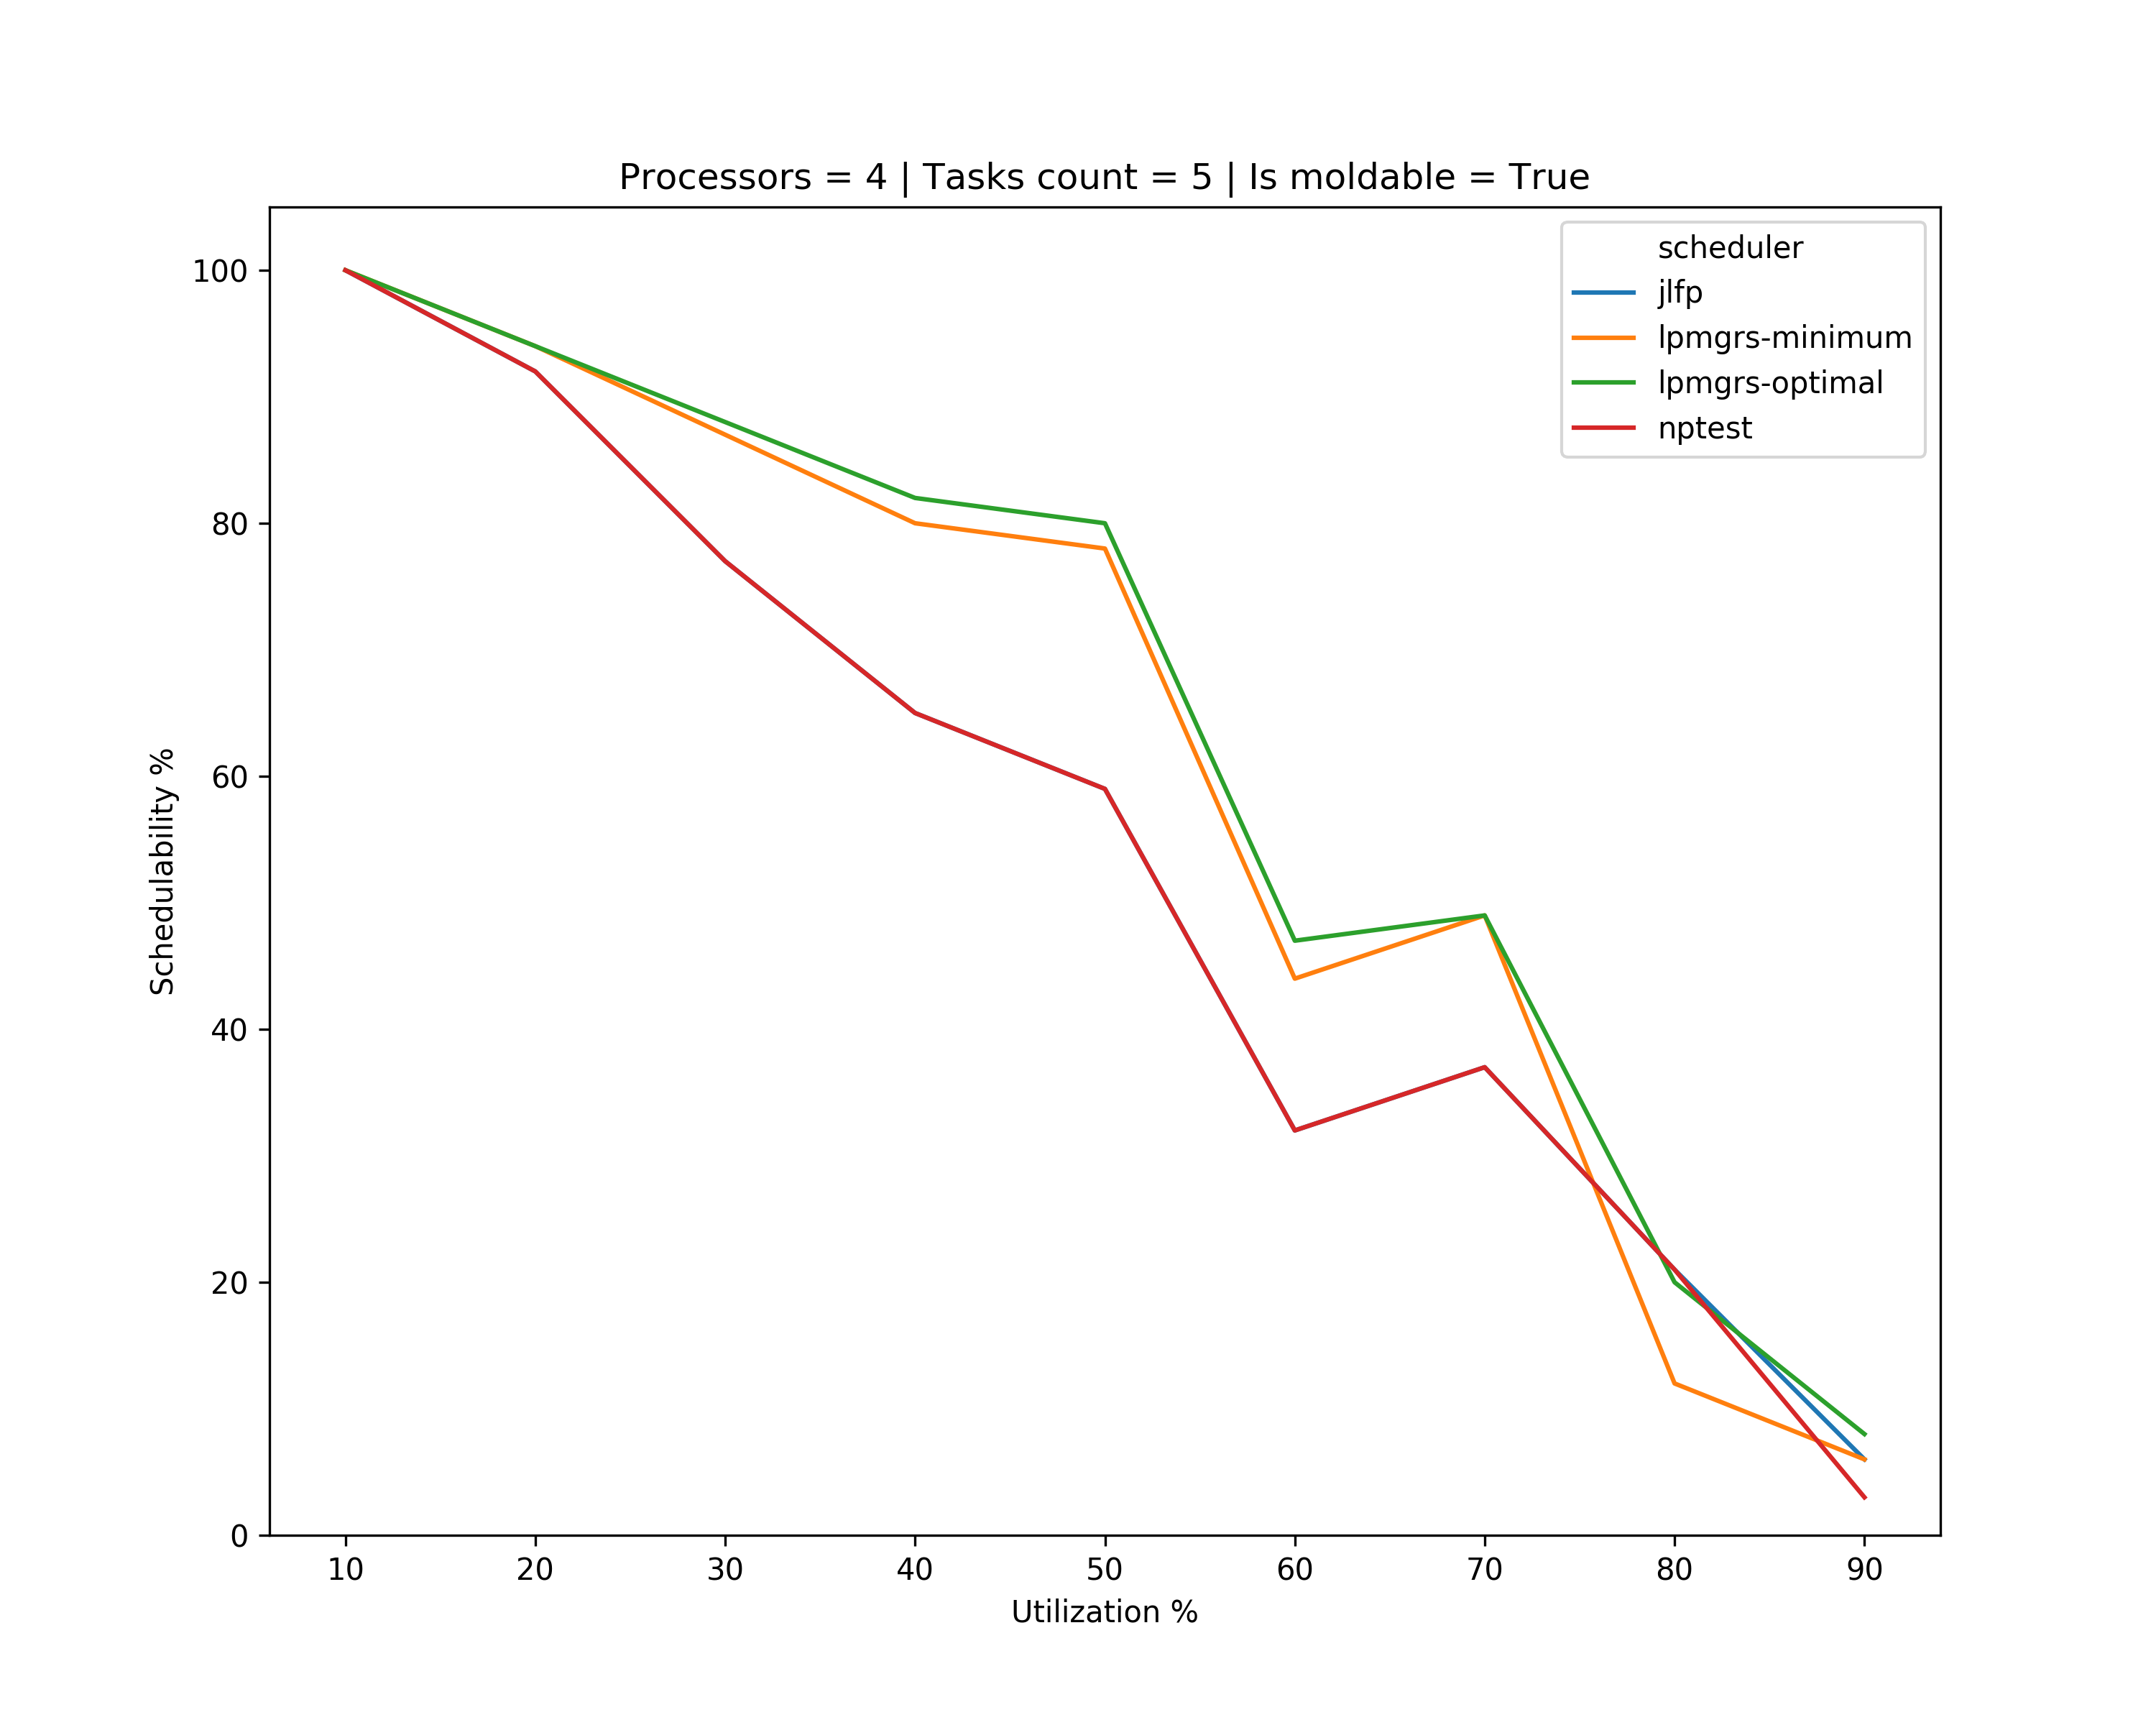 Processors = 4 | Tasks count = 5 | Is moldable = True
scheduler
jlfp
lpmgrs-minimum
lpmgrs-optimal
nptest
Schedulability %
100
80
60
40
20
0
10 20 30 40 50 60 70 80 90
Utilization %